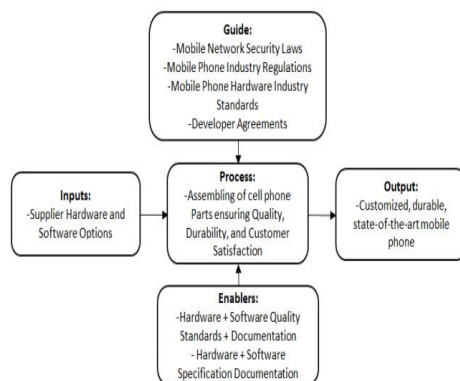 Guide:
-Mobile Network Security Laws
-Mobile Phone Industry Regulations
-Mobile Phone Hardware Industry
Standards
-Developer Agreements
Inputs:
-Supplier Hardware and
Software Options
Process:
-Assembling of cell phone
Parts ensuring Quality,
Durability, and Customer
Satisfaction
Output:
-Customized, durable,
state-of-the-art mobile
phone
Enablers:
-Hardware + Software Quality
Standards + Documentation
- Hardware + Software
Specification Documentation